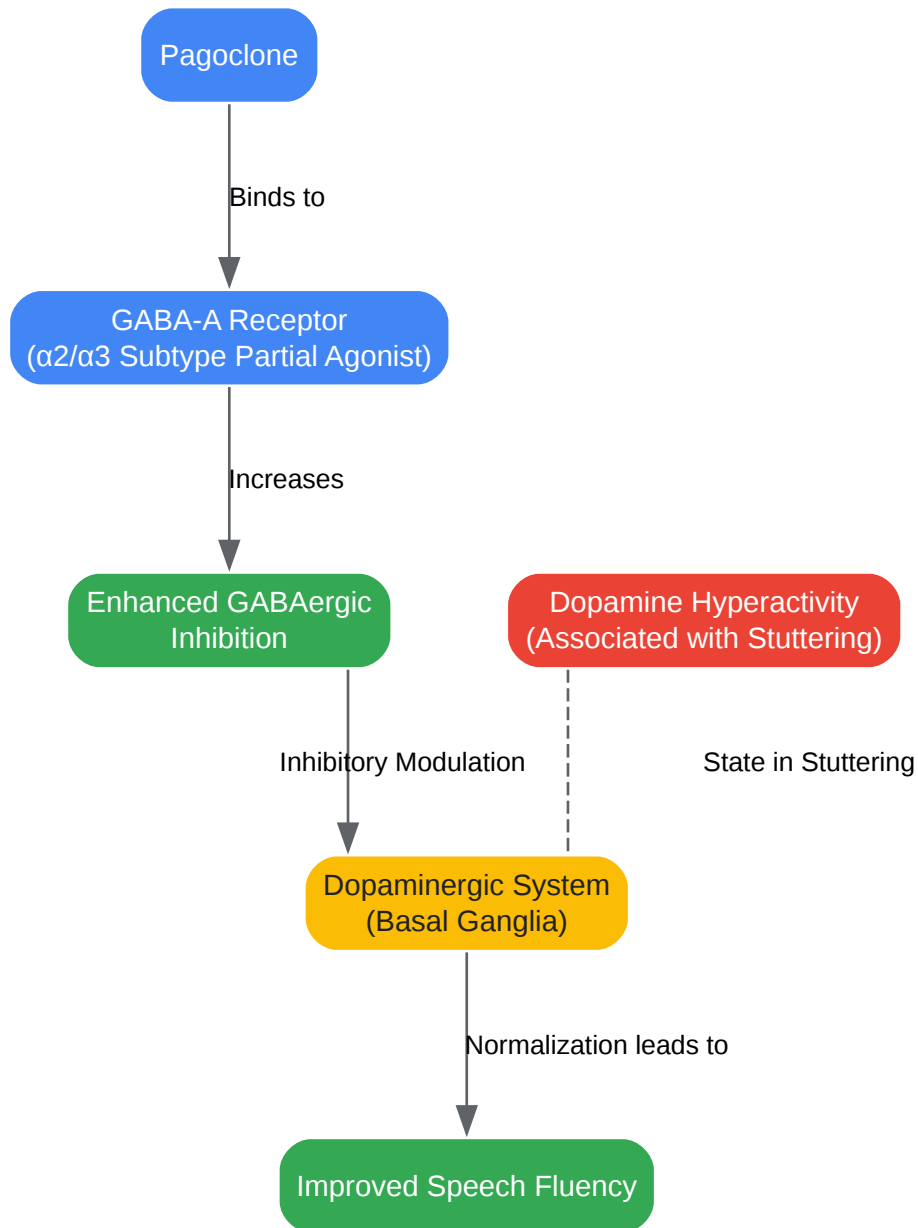 Pagoclone
Binds to
GABA-A Receptor
(α2/α3 Subtype Partial Agonist)
Increases
Enhanced GABAergic
Inhibition
Dopamine Hyperactivity
(Associated with Stuttering)
Inhibitory Modulation
State in Stuttering
Dopaminergic System
(Basal Ganglia)
Normalization leads to
Improved Speech Fluency